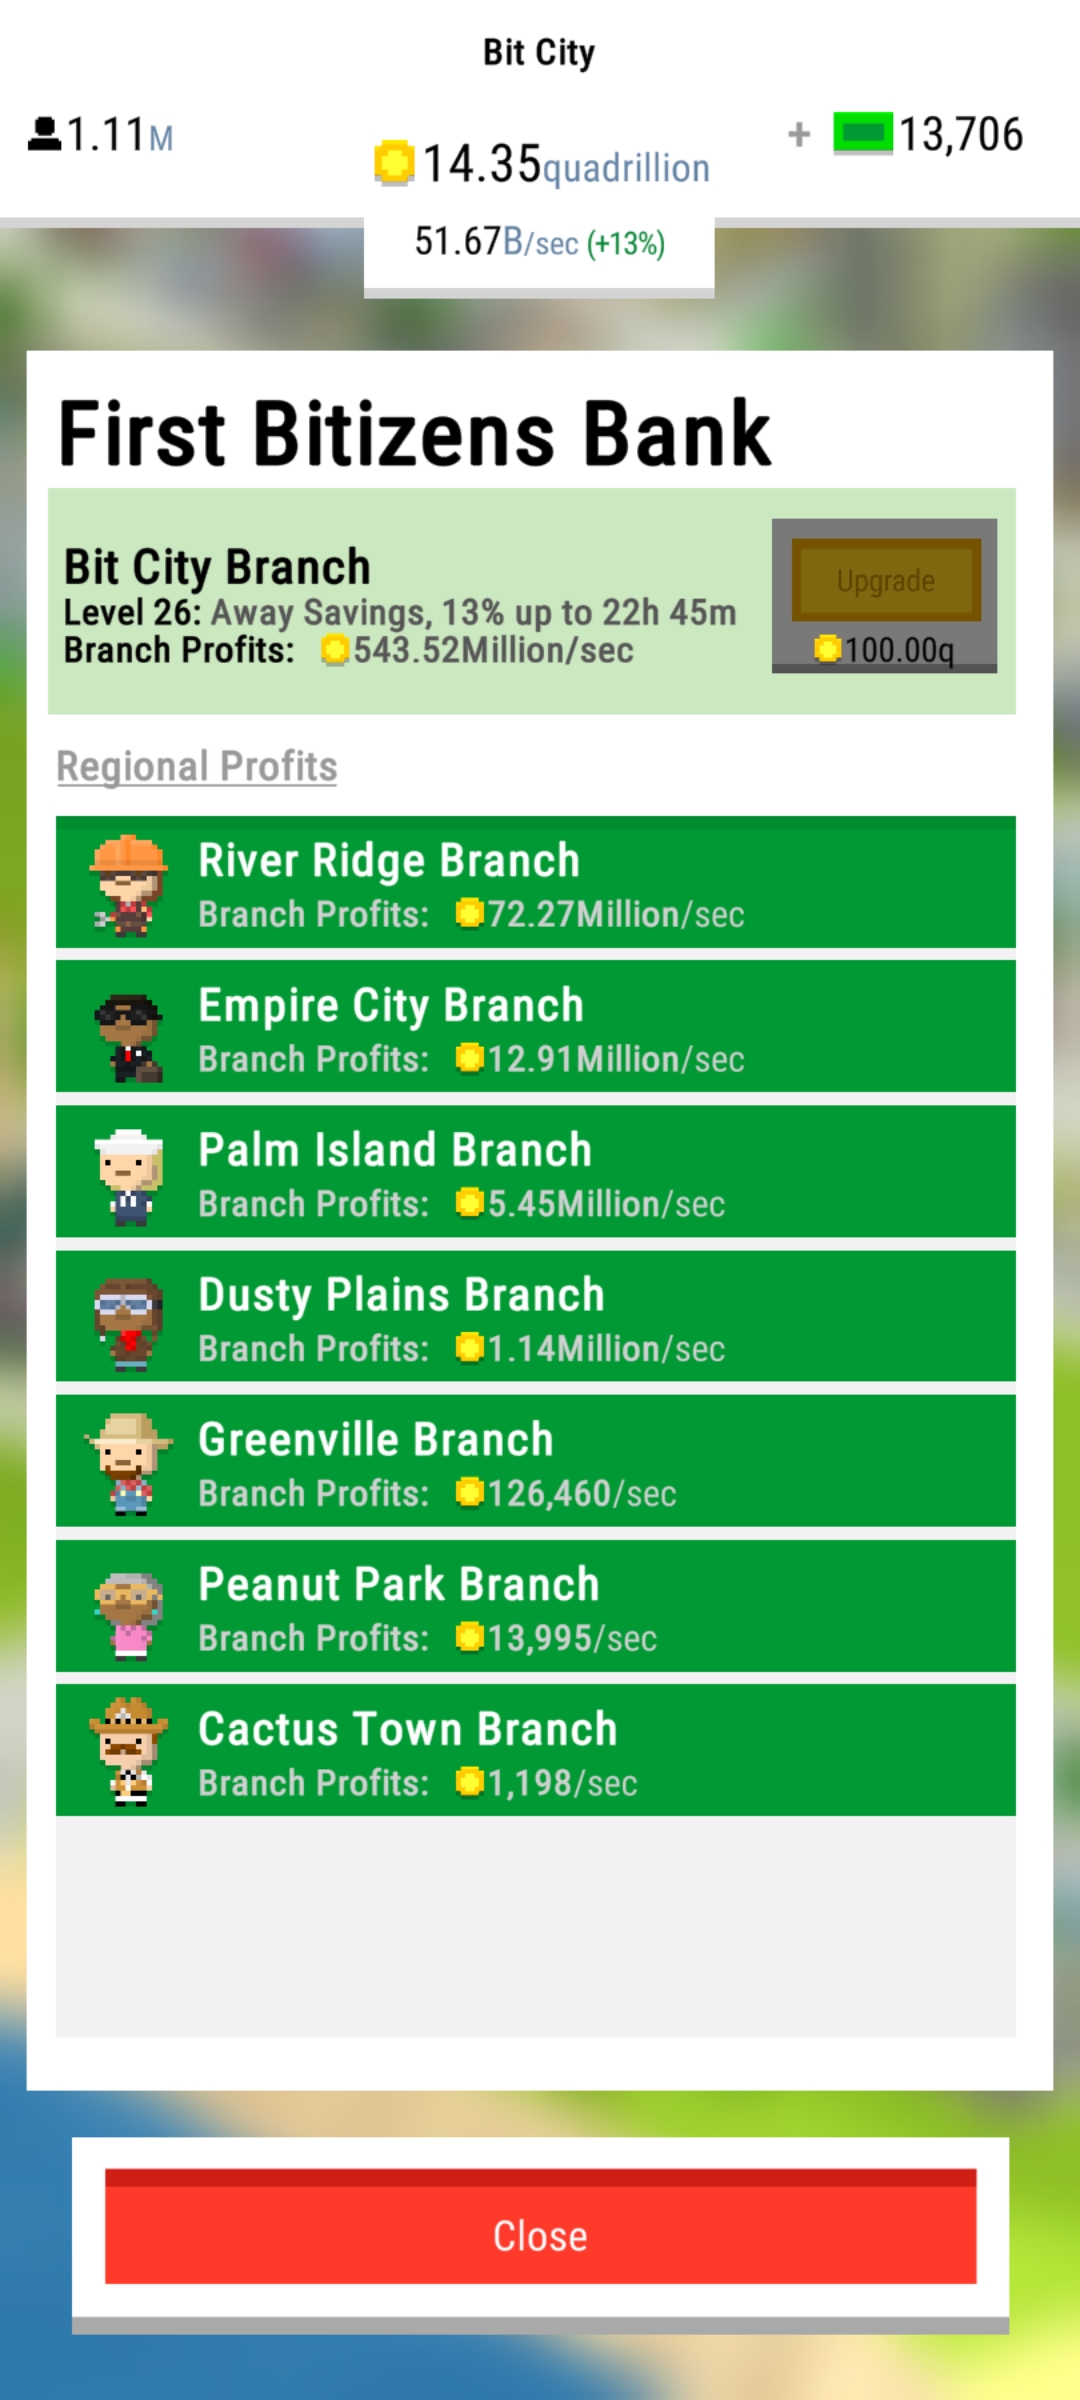 Bit City
1.11M
14.35quadrillion
+ 13,706
51.67B/sec (+13%)
First Bitizens Bank
Bit City Branch
Level 26: Away Savings, 13% up to 22h 45m
Branch Profits: 543.52Million/sec
Upgrade
100.00q
Regional Profits
River Ridge Branch
Branch Profits: 72.27Million/sec
Empire City Branch
Branch Profits: 12.91Million/sec
Palm Island Branch
Branch Profits: 5.45Million/sec
Dusty Plains Branch
Branch Profits: 1.14Million/sec
Greenville Branch
Branch Profits: 126,460/sec
Peanut Park Branch
Branch Profits: 13,995/sec
Cactus Town Branch
Branch Profits: 1,198/sec
Close